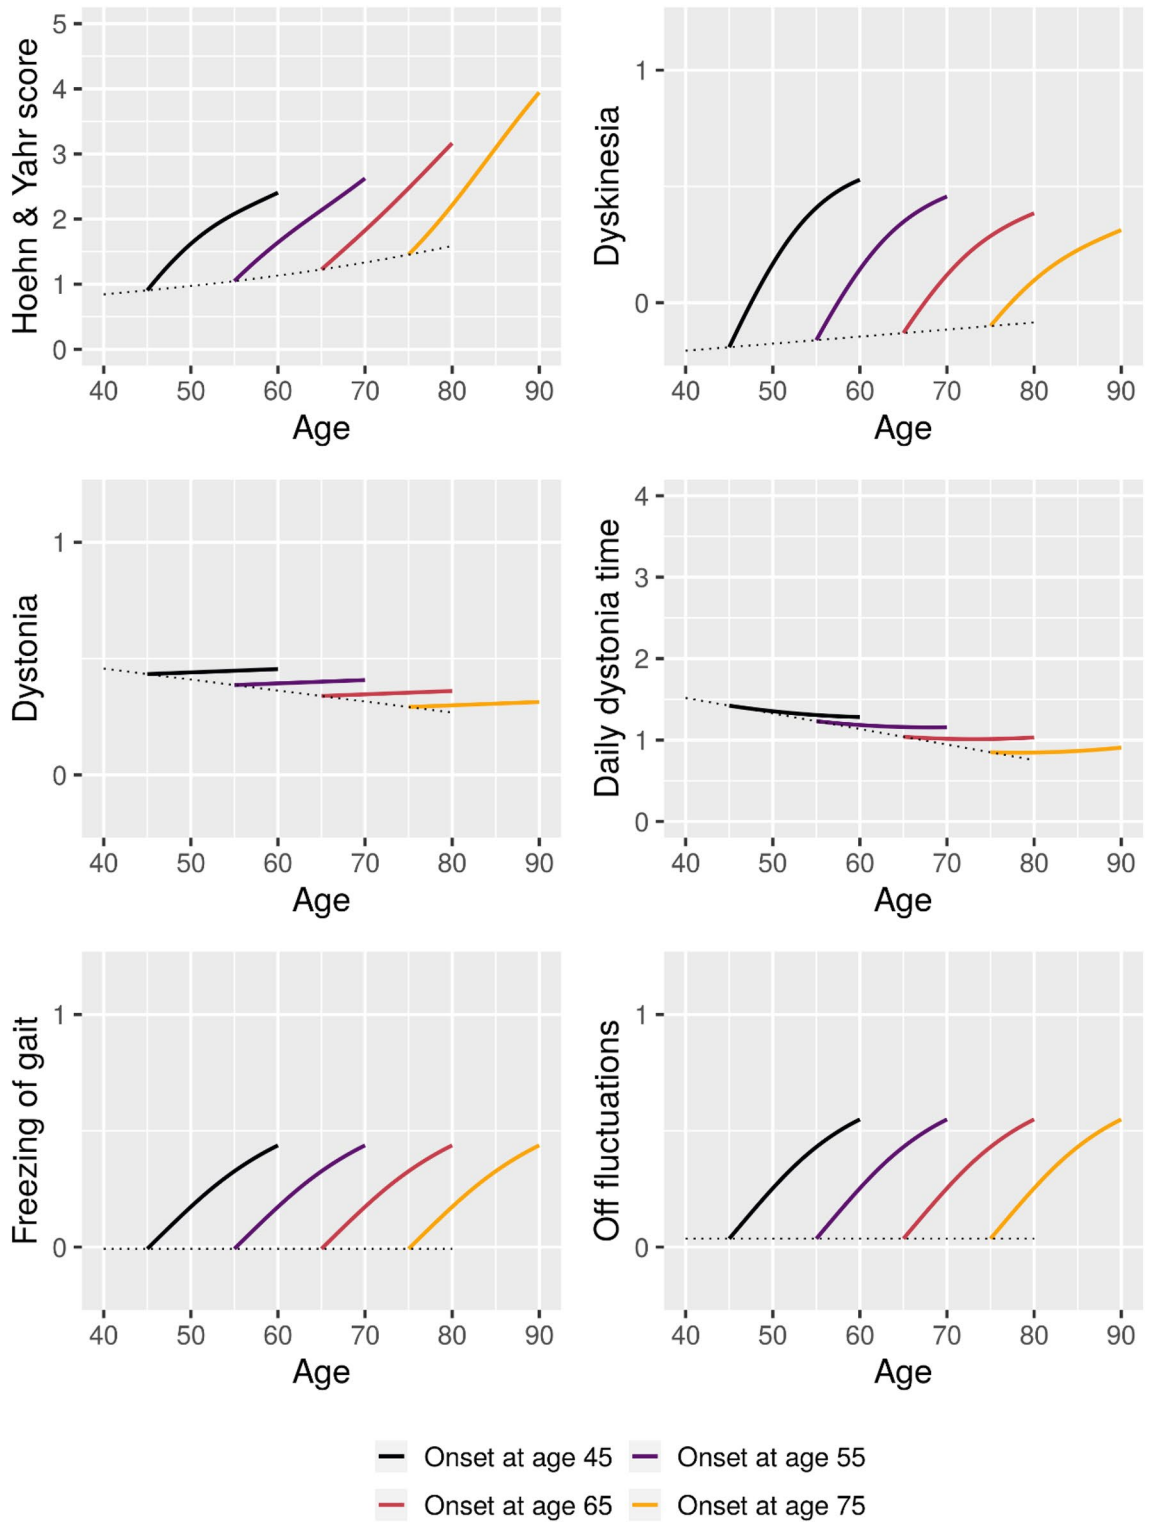 Hoehn & Yahr score
5
4
3
2
1
0
40 50 60 70 80 90
Age
Dyskinesia
1
0
40 50 60 70 80 90
Age
Dystonia
1
0
40 50 60 70 80 90
Age
Daily dystonia time
4
3
2
1
0
40 50 60 70 80 90
Age
Freezing of gait
1
0
40 50 60 70 80 90
Age
Off fluctuations
1
0
40 50 60 70 80 90
Age
Onset at age 45 Onset at age 55
Onset at age 65 Onset at age 75